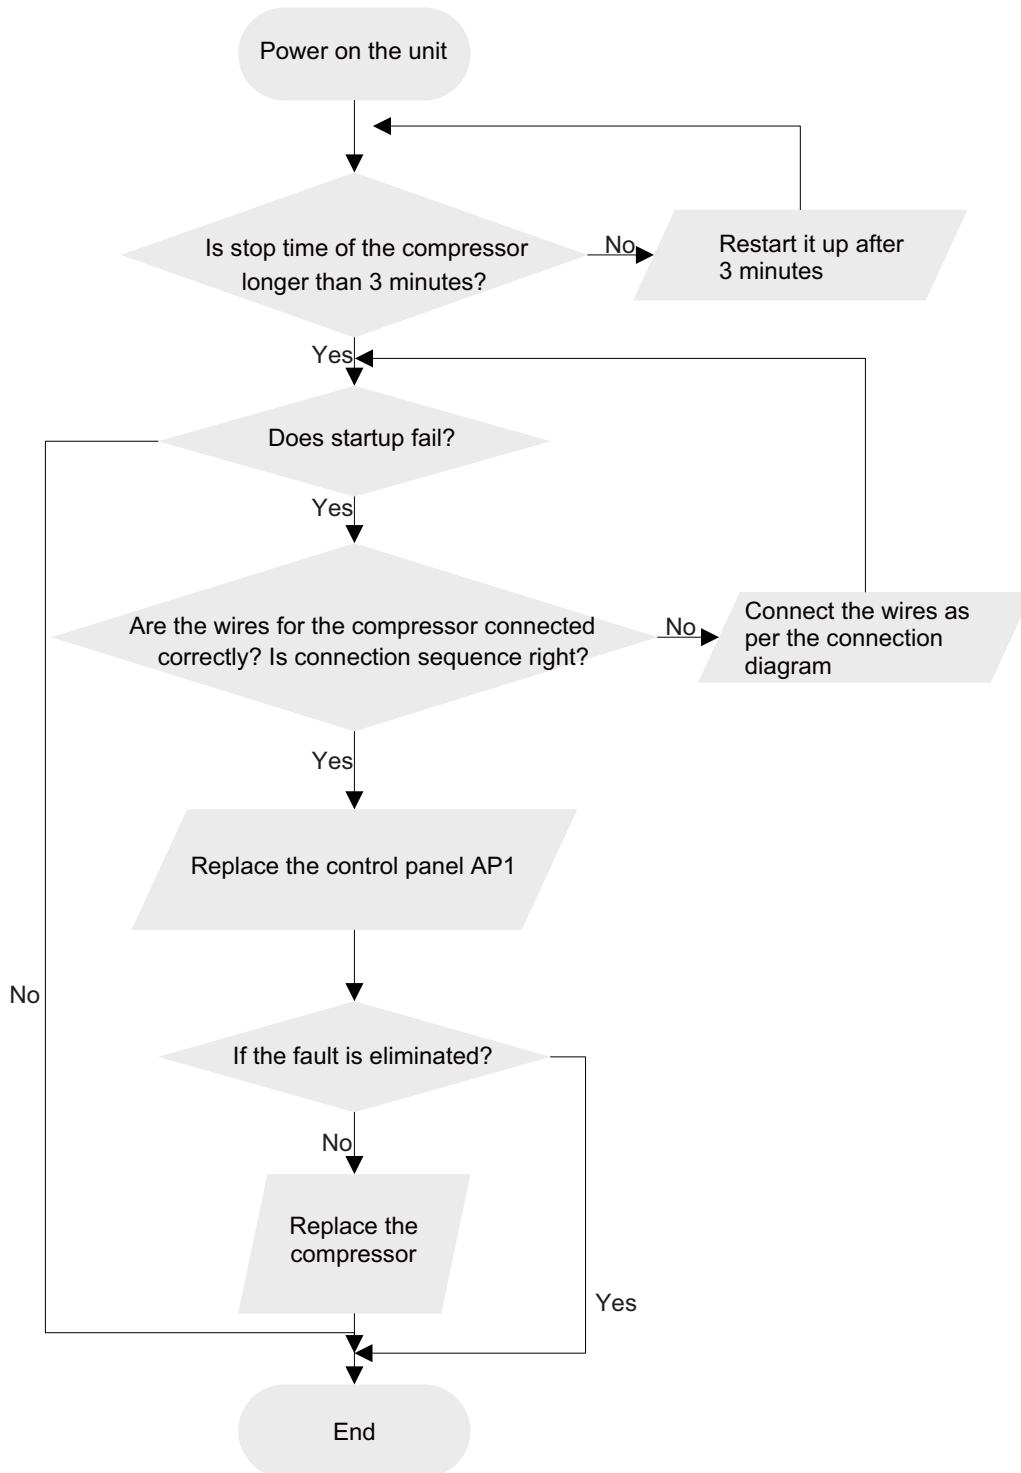 Power on the unit
Is stop time of the compressor
longer than 3 minutes?
No
Restart it up after
3 minutes
Yes
Does startup fail?
Yes
Are the wires for the compressor connected
correctly? Is connection sequence right?
No
Connect the wires as
per the connection
diagram
Yes
Replace the control panel AP1
No
If the fault is eliminated?
No
Replace the
compressor
Yes
End